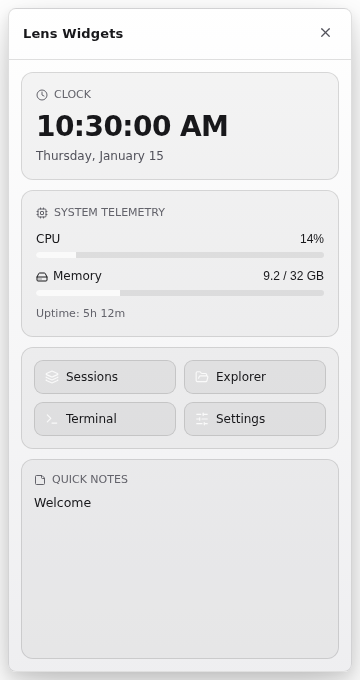 Lens Widgets
CLOCK
10:30:00 AM
Thursday, January 15
SYSTEM TELEMETRY
CPU 14%
Memory 9.2 / 32 GB
Uptime: 5h 12m
Sessions Explorer
Terminal Settings
QUICK NOTES
Welcome